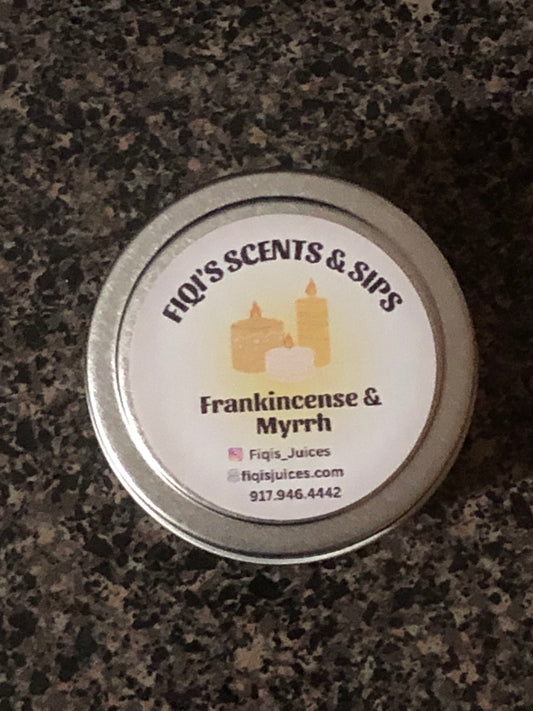 FIQI'S SCENTS & SIPS
Frankincense &
Myrrh
Fiqis_Juices
fiqisjuices.com
917.946.4442